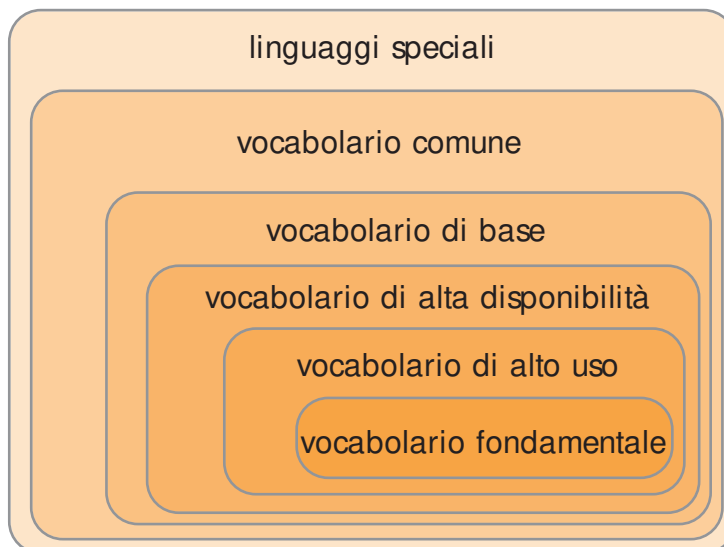 linguaggi speciali
vocabolario comune
vocabolario di base
vocabolario di alta disponibilità
vocabolario di alto uso
vocabolario fondamentale